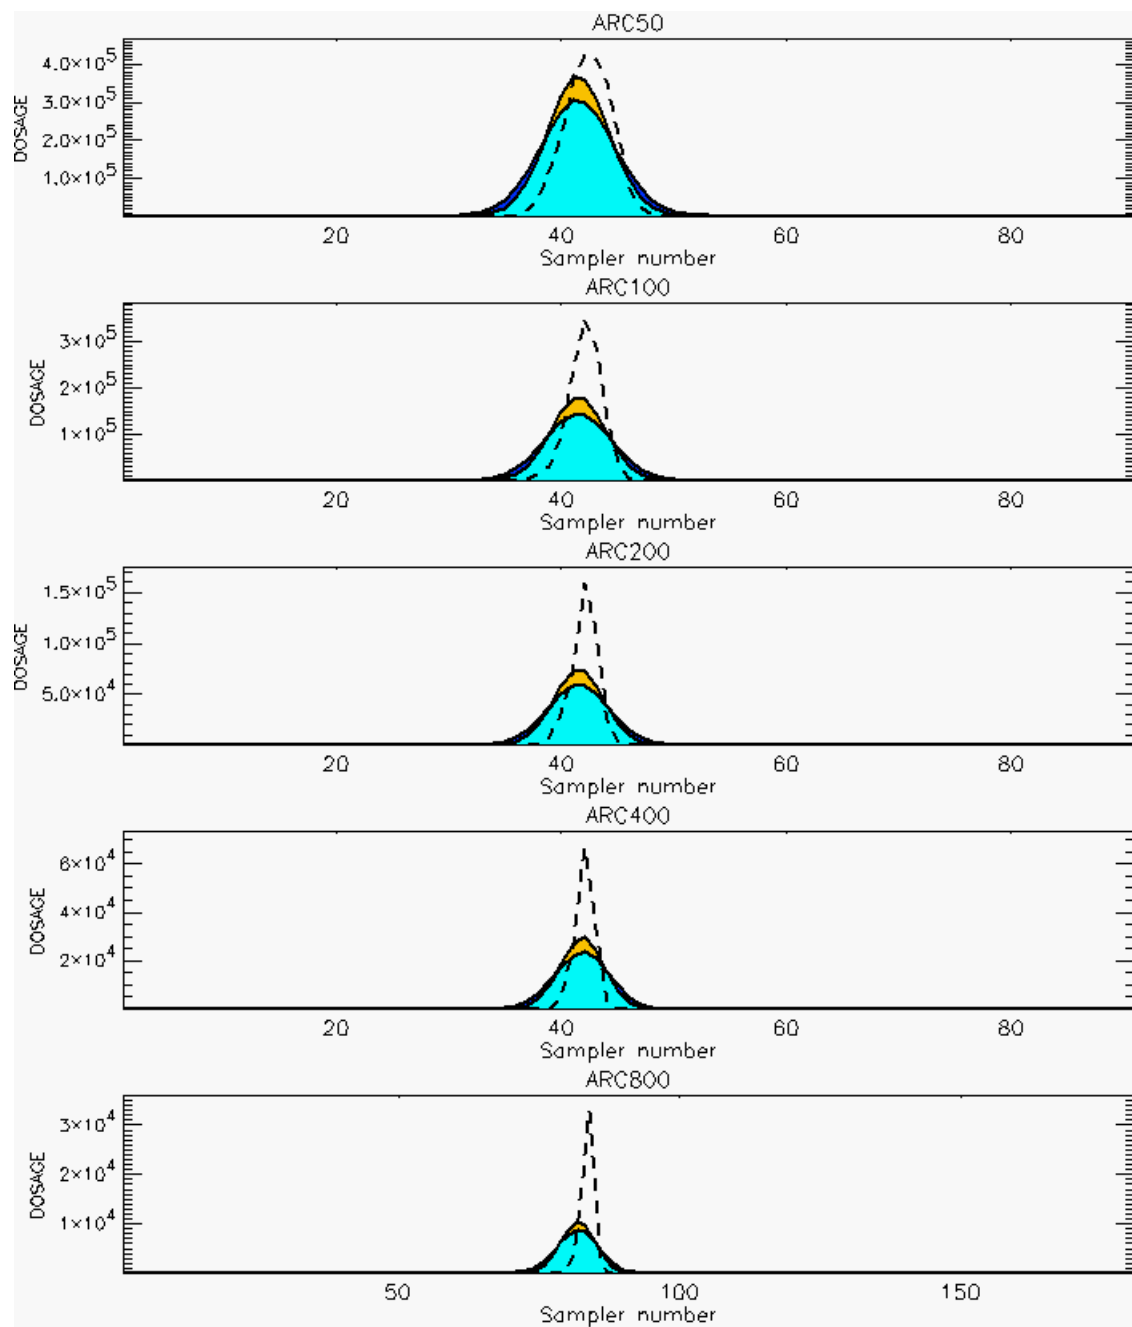 ARC50
4.0×10⁵
3.0×10⁵
2.0×10⁵
1.0×10⁵
DOSAGE
20 40 60 80
Sampler number
ARC100
3×10⁵
2×10⁵
1×10⁵
DOSAGE
20 40 60 80
Sampler number
ARC200
1.5×10⁵
1.0×10⁵
5.0×10⁴
DOSAGE
20 40 60 80
Sampler number
ARC400
6×10⁴
4×10⁴
2×10⁴
DOSAGE
20 40 60 80
Sampler number
ARC800
3×10⁴
2×10⁴
1×10⁴
DOSAGE
50 100 150
Sampler number